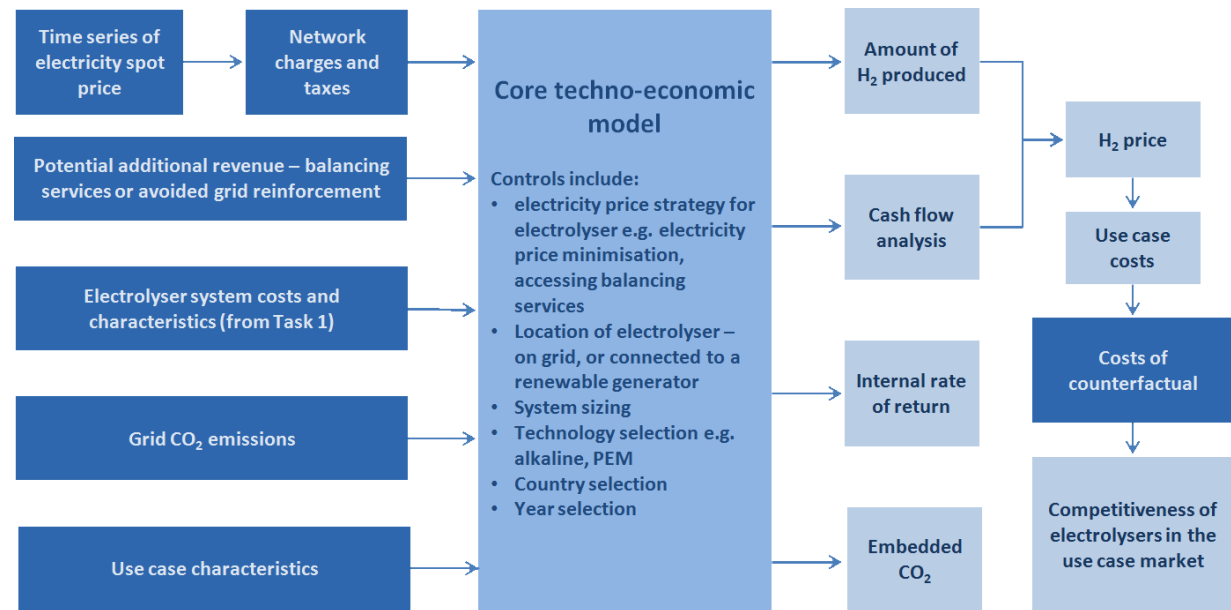 Time series of
electricity spot
price
Network
charges and
taxes
Potential additional revenue – balancing
services or avoided grid reinforcement
Electrolyser system costs and
characteristics (from Task 1)
Grid CO₂ emissions
Use case characteristics
Core techno-economic
model
Controls include:
• electricity price strategy for
electrolyser e.g. electricity
price minimisation,
accessing balancing
services
• Location of electrolyser –
on grid, or connected to a
renewable generator
• System sizing
• Technology selection e.g.
alkaline, PEM
• Country selection
• Year selection
Amount of
H₂ produced
Cash flow
analysis
Internal rate
of return
Embedded
CO₂
H₂ price
Use case
costs
Costs of
counterfactual
Competitiveness of
electrolysers in the
use case market